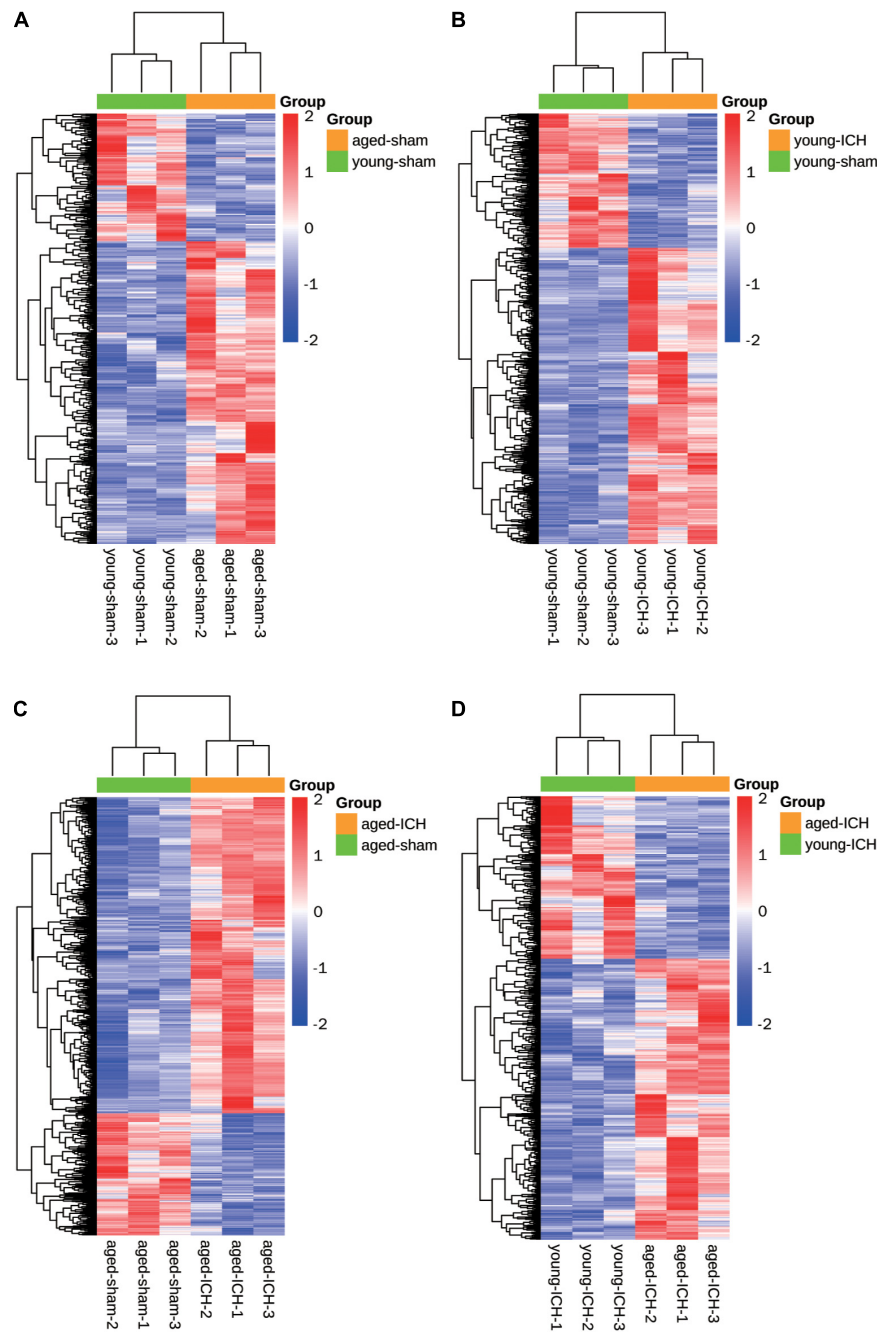 A
Group
2
1
0
-1
-2
Group
aged-sham
young-sham
young-sham-3
young-sham-1
young-sham-2
aged-sham-2
aged-sham-1
aged-sham-3
B
Group
2
1
0
-1
-2
Group
young-ICH
young-sham
young-sham-1
young-sham-2
young-sham-3
young-ICH-3
young-ICH-1
young-ICH-2
C
Group
2
1
0
-1
-2
Group
aged-ICH
aged-sham
aged-sham-2
aged-sham-1
aged-sham-3
aged-ICH-2
aged-ICH-1
aged-ICH-3
D
Group
2
1
0
-1
-2
Group
aged-ICH
young-ICH
young-ICH-1
young-ICH-2
young-ICH-3
aged-ICH-2
aged-ICH-1
aged-ICH-3